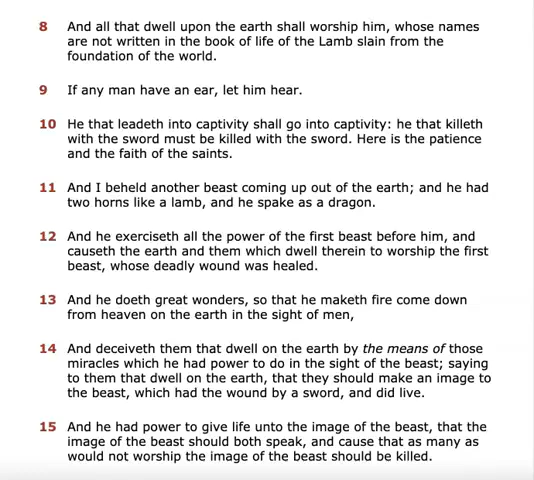 8 And all that dwell upon the earth shall worship him, whose names
are not written in the book of life of the Lamb slain from the
foundation of the world.
9 If any man have an ear, let him hear.
10 He that leadeth into captivity shall go into captivity: he that killeth
with the sword must be killed with the sword. Here is the patience
and the faith of the saints.
11 And I beheld another beast coming up out of the earth; and he had
two horns like a lamb, and he spake as a dragon.
12 And he exerciseth all the power of the first beast before him, and
causeth the earth and them which dwell therein to worship the first
beast, whose deadly wound was healed.
13 And he doeth great wonders, so that he maketh fire come down
from heaven on the earth in the sight of men,
14 And deceiveth them that dwell on the earth by the means of those
miracles which he had power to do in the sight of the beast; saying
to them that dwell on the earth, that they should make an image to
the beast, which had the wound by a sword, and did live.
15 And he had power to give life unto the image of the beast, that the
image of the beast should both speak, and cause that as many as
would not worship the image of the beast should be killed.